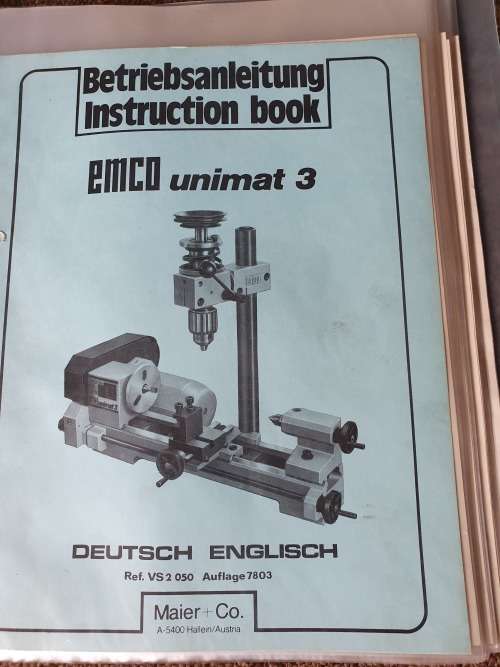 Betriebsanleitung
Instruction book
emco unimat 3
DEUTSCH ENGLISCH
Ref. VS 2 050 Auflage 7803
Maier + Co.
A-5400 Hallein/Austria